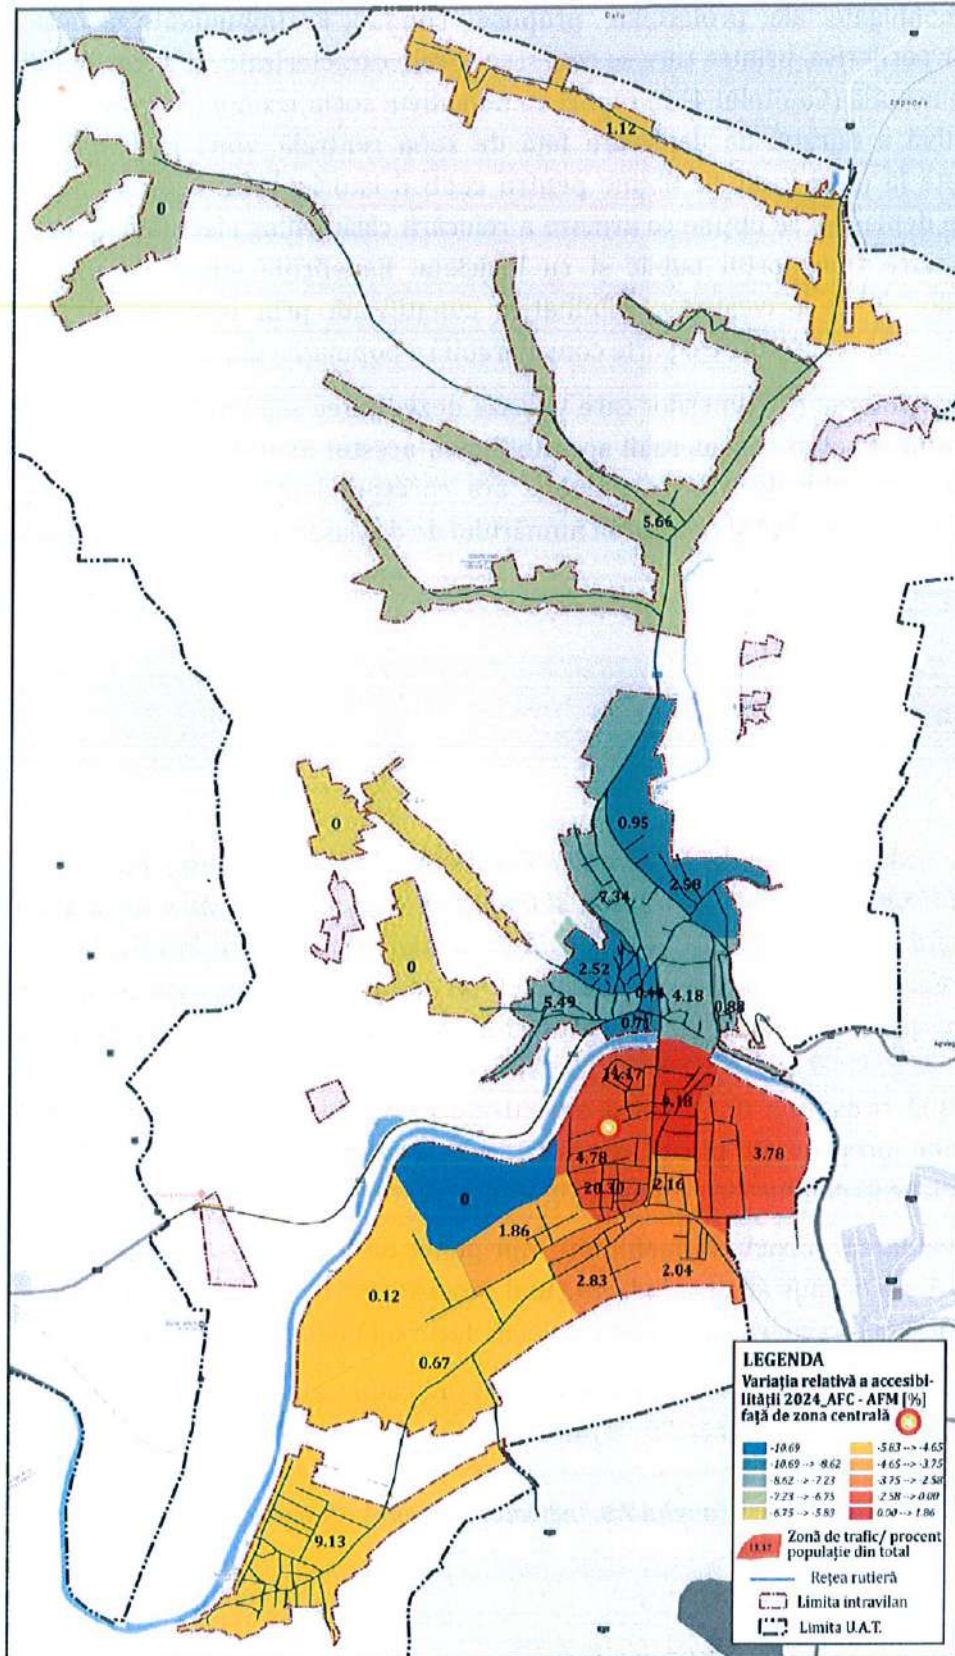 1.12
0
5.66
0.95
0
2.58
7.34
2.52
0
5.49
4.18
0.88
0.71
14.17
3.78
4.78
20.30
2.16
0
1.86
2.04
2.83
0.12
0.67
9.13
LEGENDA
Variația relativă a accesibi-
lității 2024_AFC - AFM [%]
față de zona centrală
-10.69
-10.69 -> -8.62
-8.62 -> -7.23
-7.23 -> -6.75
-6.75 -> -5.83
-5.83 -> -4.65
-4.65 -> -3.75
-3.75 -> -2.58
-2.58 -> 0.00
0.00 -> 1.86
Zonă de trafic/ procent
populație din total
Rețea rutieră
Limita intravilan
Limita U.A.T.